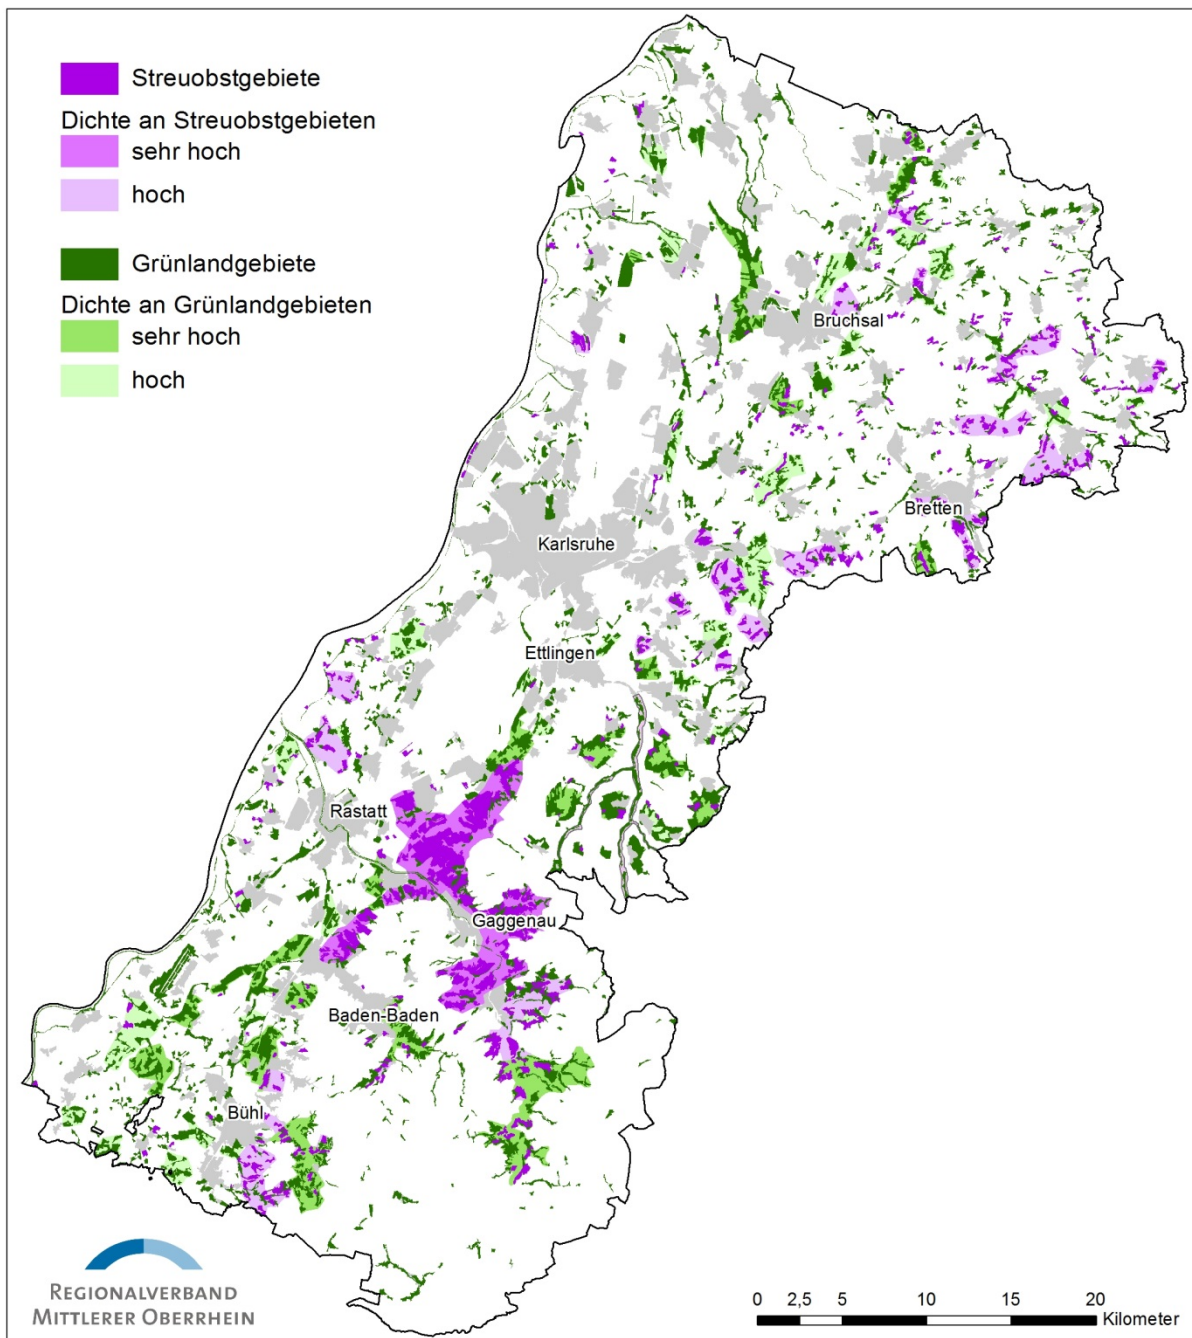 Streuobstgebiete
Dichte an Streuobstgebieten
sehr hoch
hoch
Grünlandgebiete
Dichte an Grünlandgebieten
sehr hoch
hoch
Bruchsal
Bretten
Karlsruhe
Ettlingen
Rastatt
Gaggenau
Baden-Baden
Bühl
REGIONALVERBAND
MITTLERER OBERRHEIN
0 2,5 5 10 15 20
Kilometer